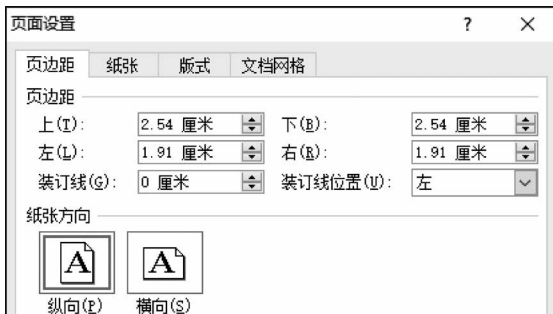 页面设置 ? ×
页边距 纸张 版式 文档网格
页边距
上(T): 2.54 厘米 下(B): 2.54 厘米
左(L): 1.91 厘米 右(R): 1.91 厘米
装订线(G): 0 厘米 装订线位置(U): 左
纸张方向
A A
纵向(P) 横向(S)